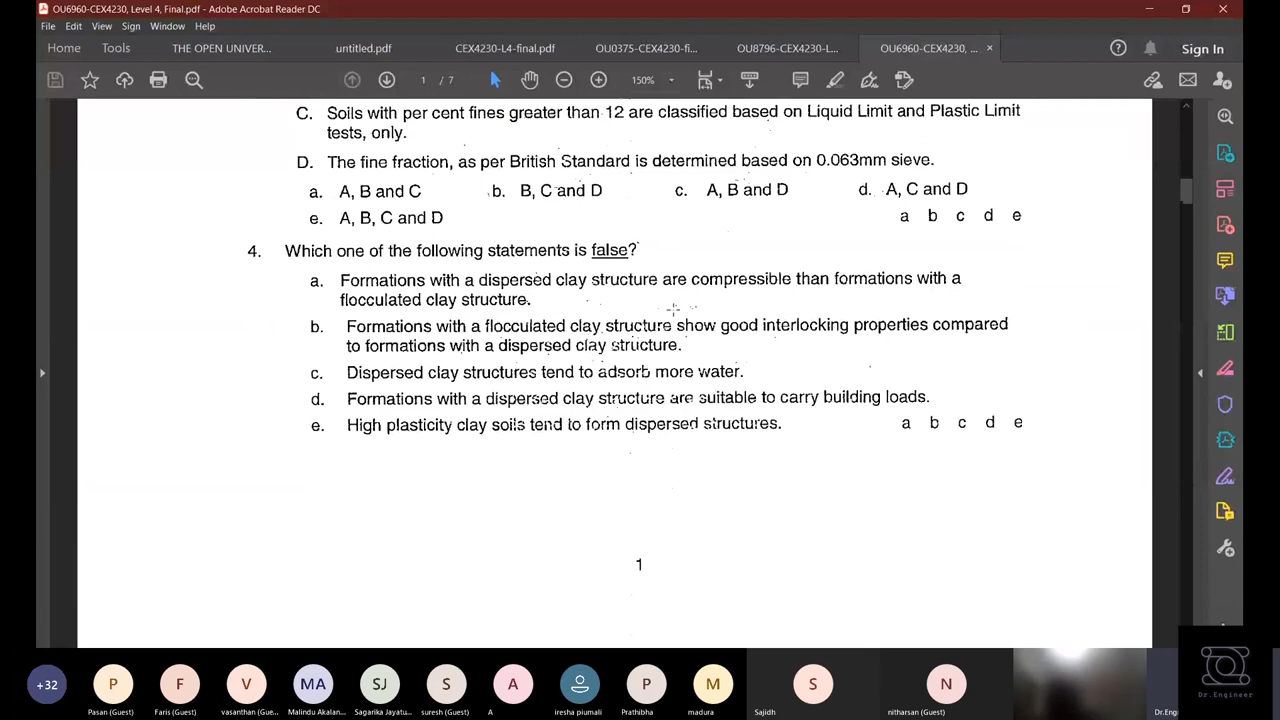 OU6960-CEX4230, Level 4, Final.pdf - Adobe Acrobat Reader DC
File Edit View Sign Window Help
Home Tools THE OPEN UNIVER... untitled.pdf CEX4230-L4-final.pdf OU0375-CEX4230-fi... OU8796-CEX4230-L... OU6960-CEX4230, ... × Sign In
1 / 7 150%
C. Soils with per cent fines greater than 12 are classified based on Liquid Limit and Plastic Limit
tests, only.
D. The fine fraction, as per British Standard is determined based on 0.063mm sieve.
a. A, B and C b. B, C and D c. A, B and D d. A, C and D
e. A, B, C and D a b c d e
4. Which one of the following statements is false?
a. Formations with a dispersed clay structure are compressible than formations with a
flocculated clay structure.
b. Formations with a flocculated clay structure show good interlocking properties compared
to formations with a dispersed clay structure.
c. Dispersed clay structures tend to adsorb more water.
d. Formations with a dispersed clay structure are suitable to carry building loads.
e. High plasticity clay soils tend to form dispersed structures. a b c d e
1
+32 P F V MA SJ S A P M S N
Pasan (Guest) Faris (Guest) vasanthan (Gue... Malindu Akalan... Sagarika Jayatu... suresh (Guest) A iresha piumali Prathibha madura Sajidh nitharsan (Guest) Dr.Eng
Dr.Engineer